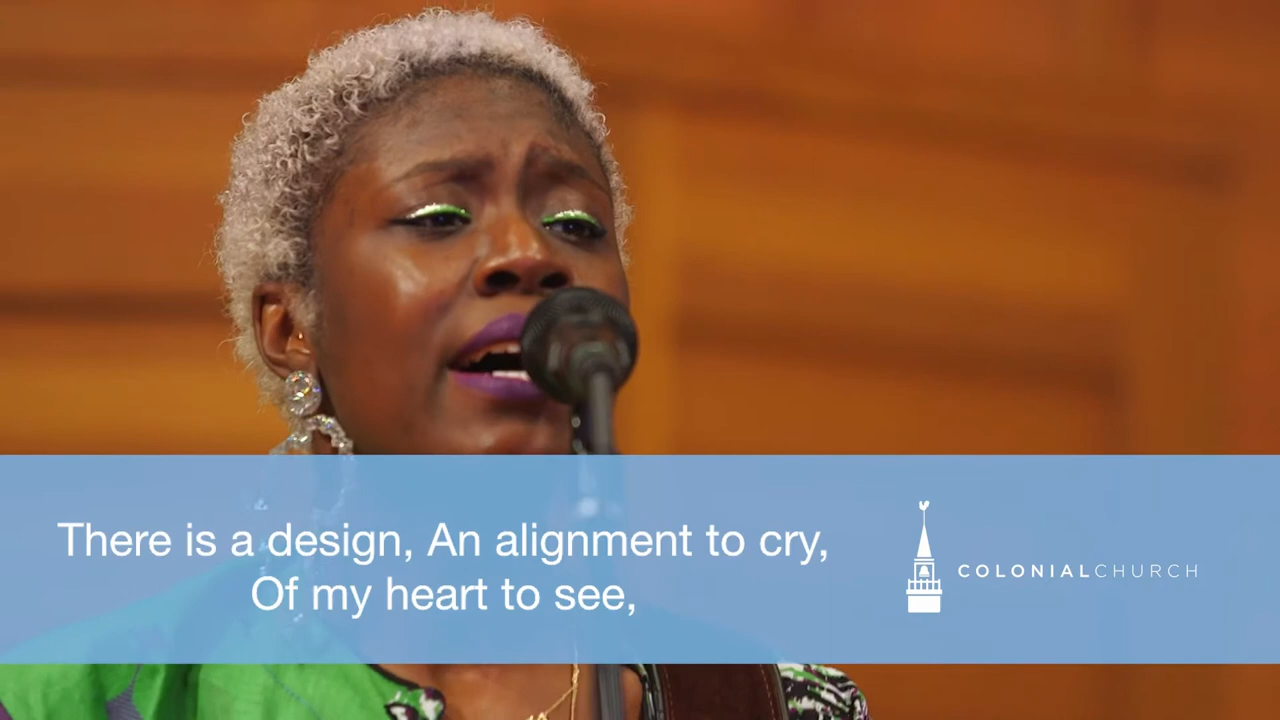 There is a design, An alignment to cry,
Of my heart to see,
COLONIALCHURCH